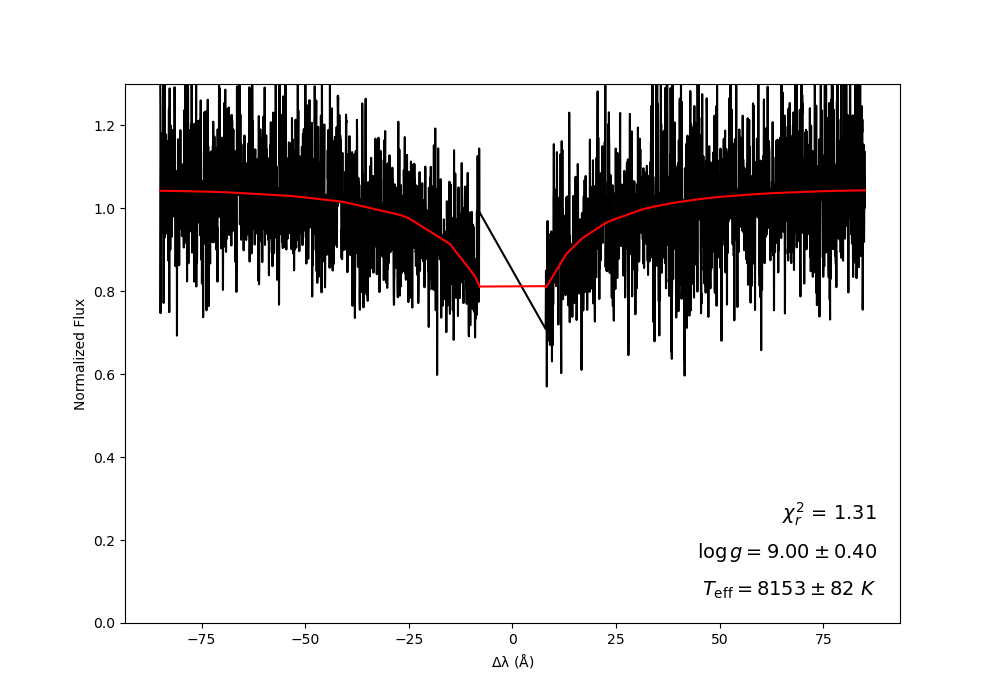 1.2
1.0
0.8
0.6
0.4
0.2
0.0
Normalized Flux
χ²ᵣ = 1.31
log g = 9.00 ± 0.40
T_eff = 8153 ± 82 K
−75 −50 −25 0 25 50 75
Δλ (Å)